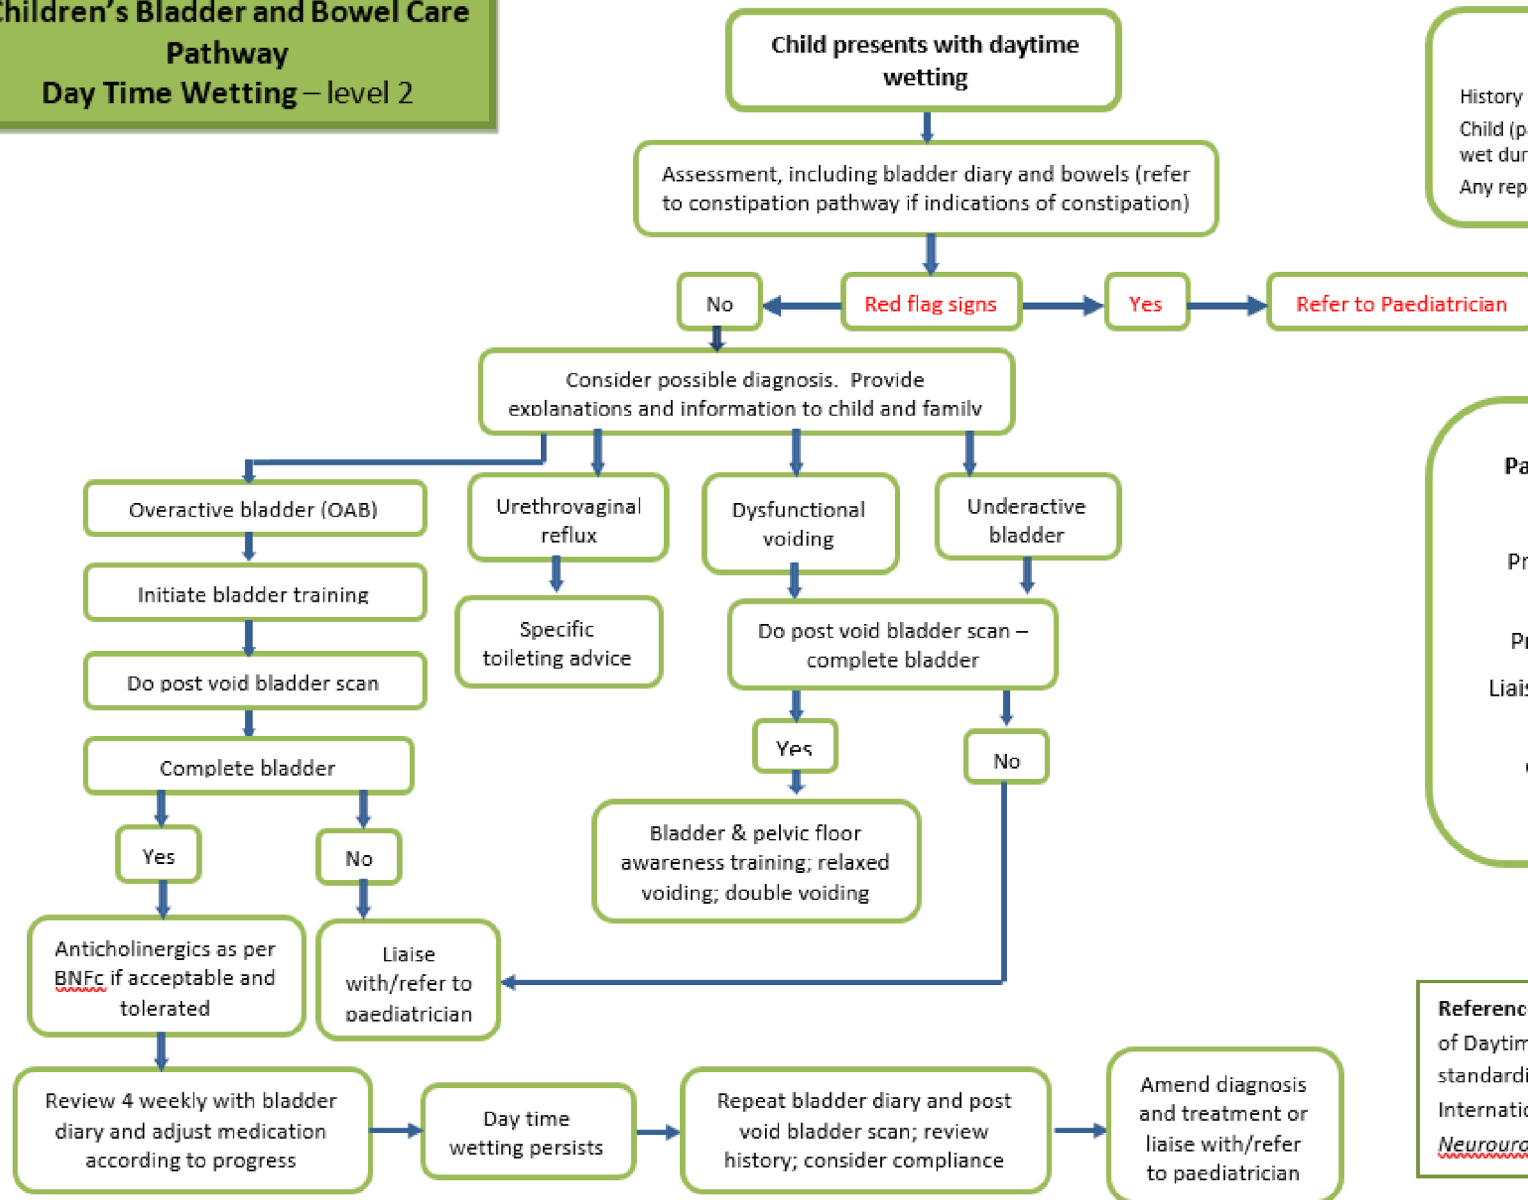 Children's Bladder and Bowel Care
Pathway
Day Time Wetting – level 2
Child presents with daytime
wetting
Assessment, including bladder diary and bowels (refer
to constipation pathway if indications of constipation)
No
Red flag signs
Yes
Refer to Paediatrician
Consider possible diagnosis. Provide
explanations and information to child and family
Overactive bladder (OAB)
Initiate bladder training
Do post void bladder scan
Complete bladder
Yes
No
Anticholinergics as per
BNFc if acceptable and
tolerated
Liaise
with/refer to
paediatrician
Urethrovaginal
reflux
Specific
toileting advice
Dysfunctional
voiding
Underactive
bladder
Do post void bladder scan –
complete bladder
Yes
No
Bladder & pelvic floor
awareness training; relaxed
voiding; double voiding
Review 4 weekly with bladder
diary and adjust medication
according to progress
Day time
wetting persists
Repeat bladder diary and post
void bladder scan; review
history; consider compliance
Amend diagnosis
and treatment or
liaise with/refer
to paediatrician
History
Child (p
wet dur
Any rep
Pa
Pr
Pr
Liais
Referenc
of Daytim
standardi
Internatio
Neurouro